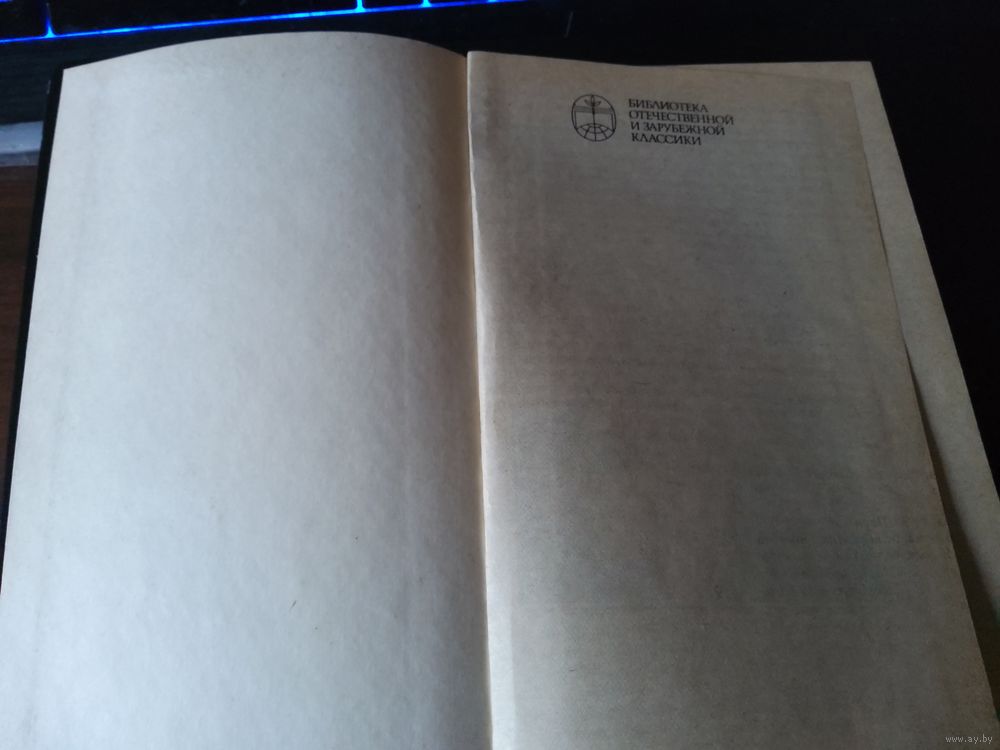 БИБЛИОТЕКА
ОТЕЧЕСТВЕННОЙ
И ЗАРУБЕЖНОЙ
КЛАССИКИ
www.ay.by